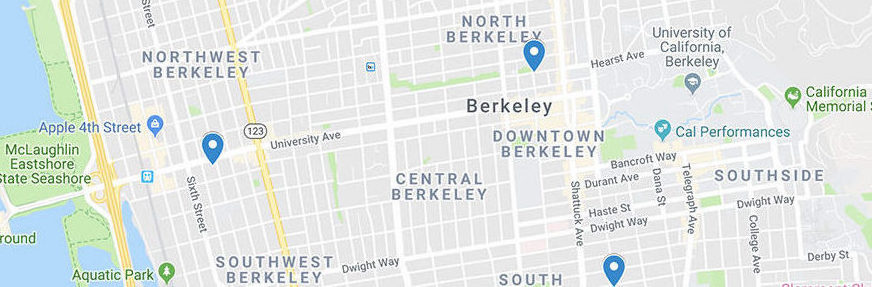 NORTH
BERKELEY
NORTHWEST
BERKELEY
University of
California,
Berkeley
Hearst Ave
California
Memorial
Berkeley
Apple 4th Street
123
University Ave
Cal Performances
DOWNTOWN
BERKELEY
McLaughlin
Eastshore
State Seashore
Bancroft Way
CENTRAL
BERKELEY
Durant Ave
SOUTHSIDE
Sixth Street
Shattuck Ave
Dana St
Telegraph Ave
Haste St
Dwight Way
Dwight Way
College Ave
round
Derby St
SOUTHWEST
BERKELEY
Dwight Way
Aquatic Park
SOUTH